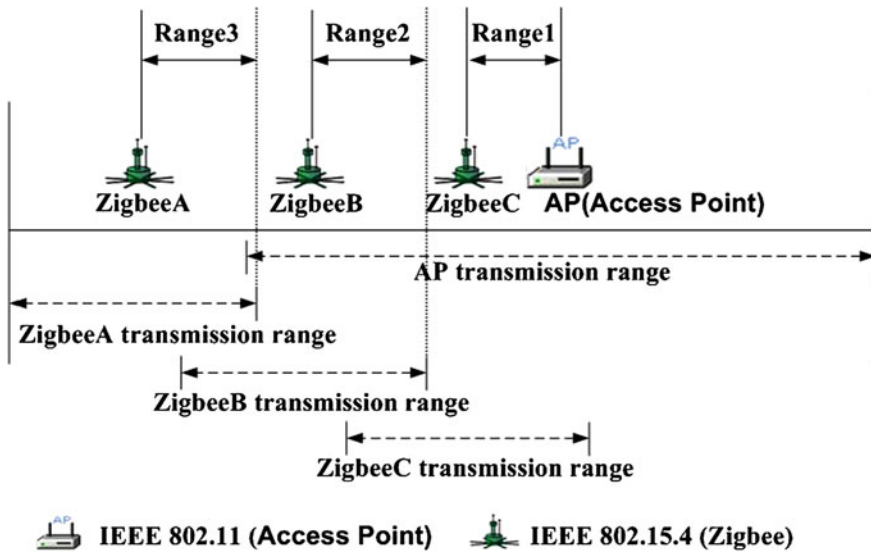 Range3
Range2
Range1
AP
ZigbeeA
ZigbeeB
ZigbeeC
AP(Access Point)
AP transmission range
ZigbeeA transmission range
ZigbeeB transmission range
ZigbeeC transmission range
AP
IEEE 802.11 (Access Point)
IEEE 802.15.4 (Zigbee)